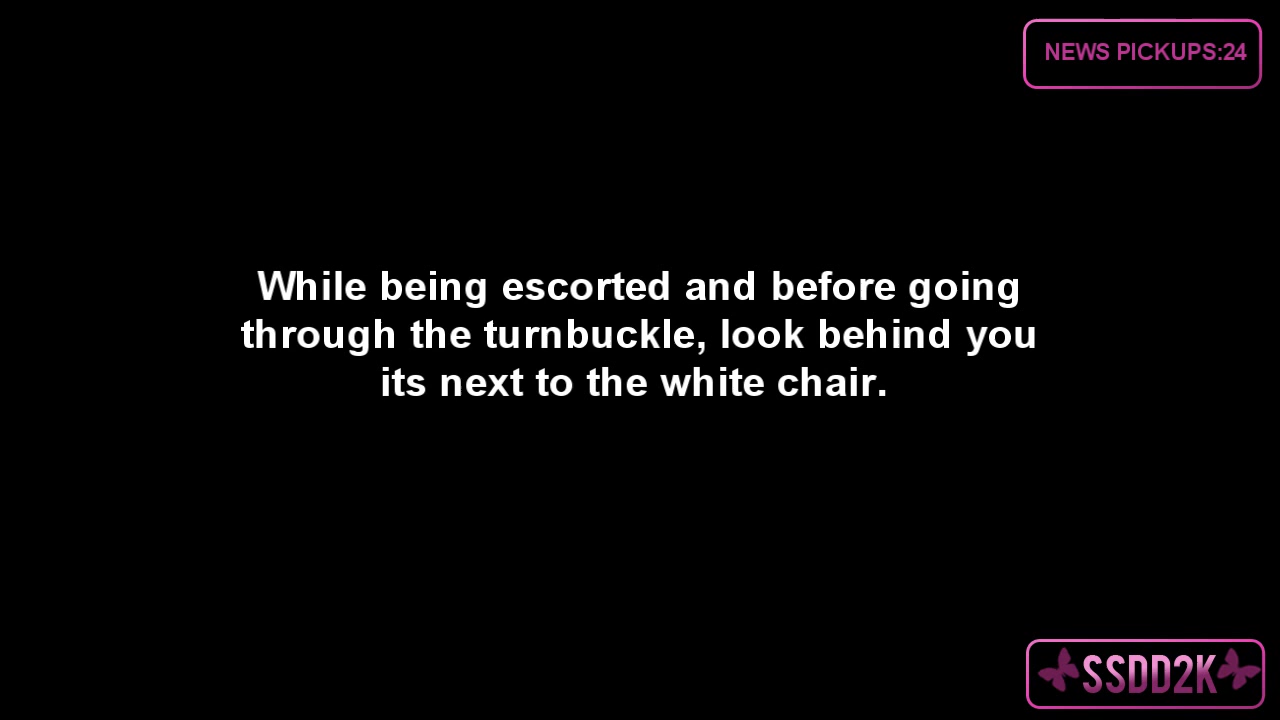 NEWS PICKUPS:24
While being escorted and before going
through the turnbuckle, look behind you
its next to the white chair.
SSDD2K